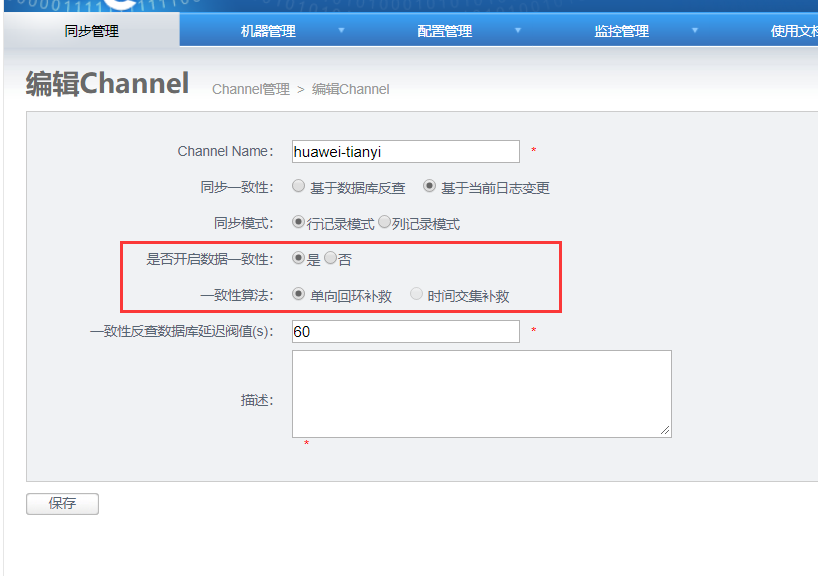 同步管理 机器管理 配置管理 监控管理 使用文档
编辑Channel Channel管理 > 编辑Channel
Channel Name： huawei-tianyi *
同步一致性： 基于数据库反查 基于当前日志变更
同步模式： 行记录模式 列记录模式
是否开启数据一致性： 是 否
一致性算法： 单向回环补救 时间交集补救
一致性反查数据库延迟阀值(s)： 60 *
描述：
*
保存